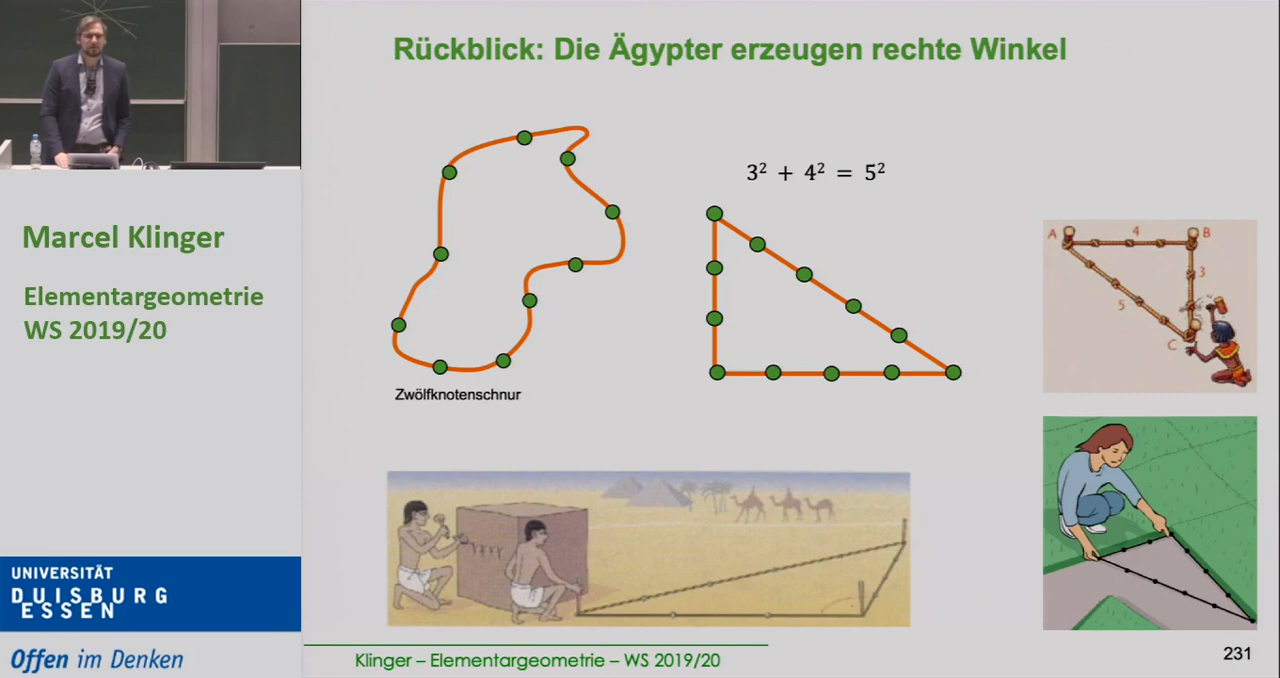 Rückblick: Die Ägypter erzeugen rechte Winkel
3² + 4² = 5²
Zwölfknotenschnur
A 4 B
3
5
C
Marcel Klinger
Elementargeometrie
WS 2019/20
UNIVERSITÄT
DUISBURG
ESSEN
Offen im Denken
Klinger – Elementargeometrie – WS 2019/20
231